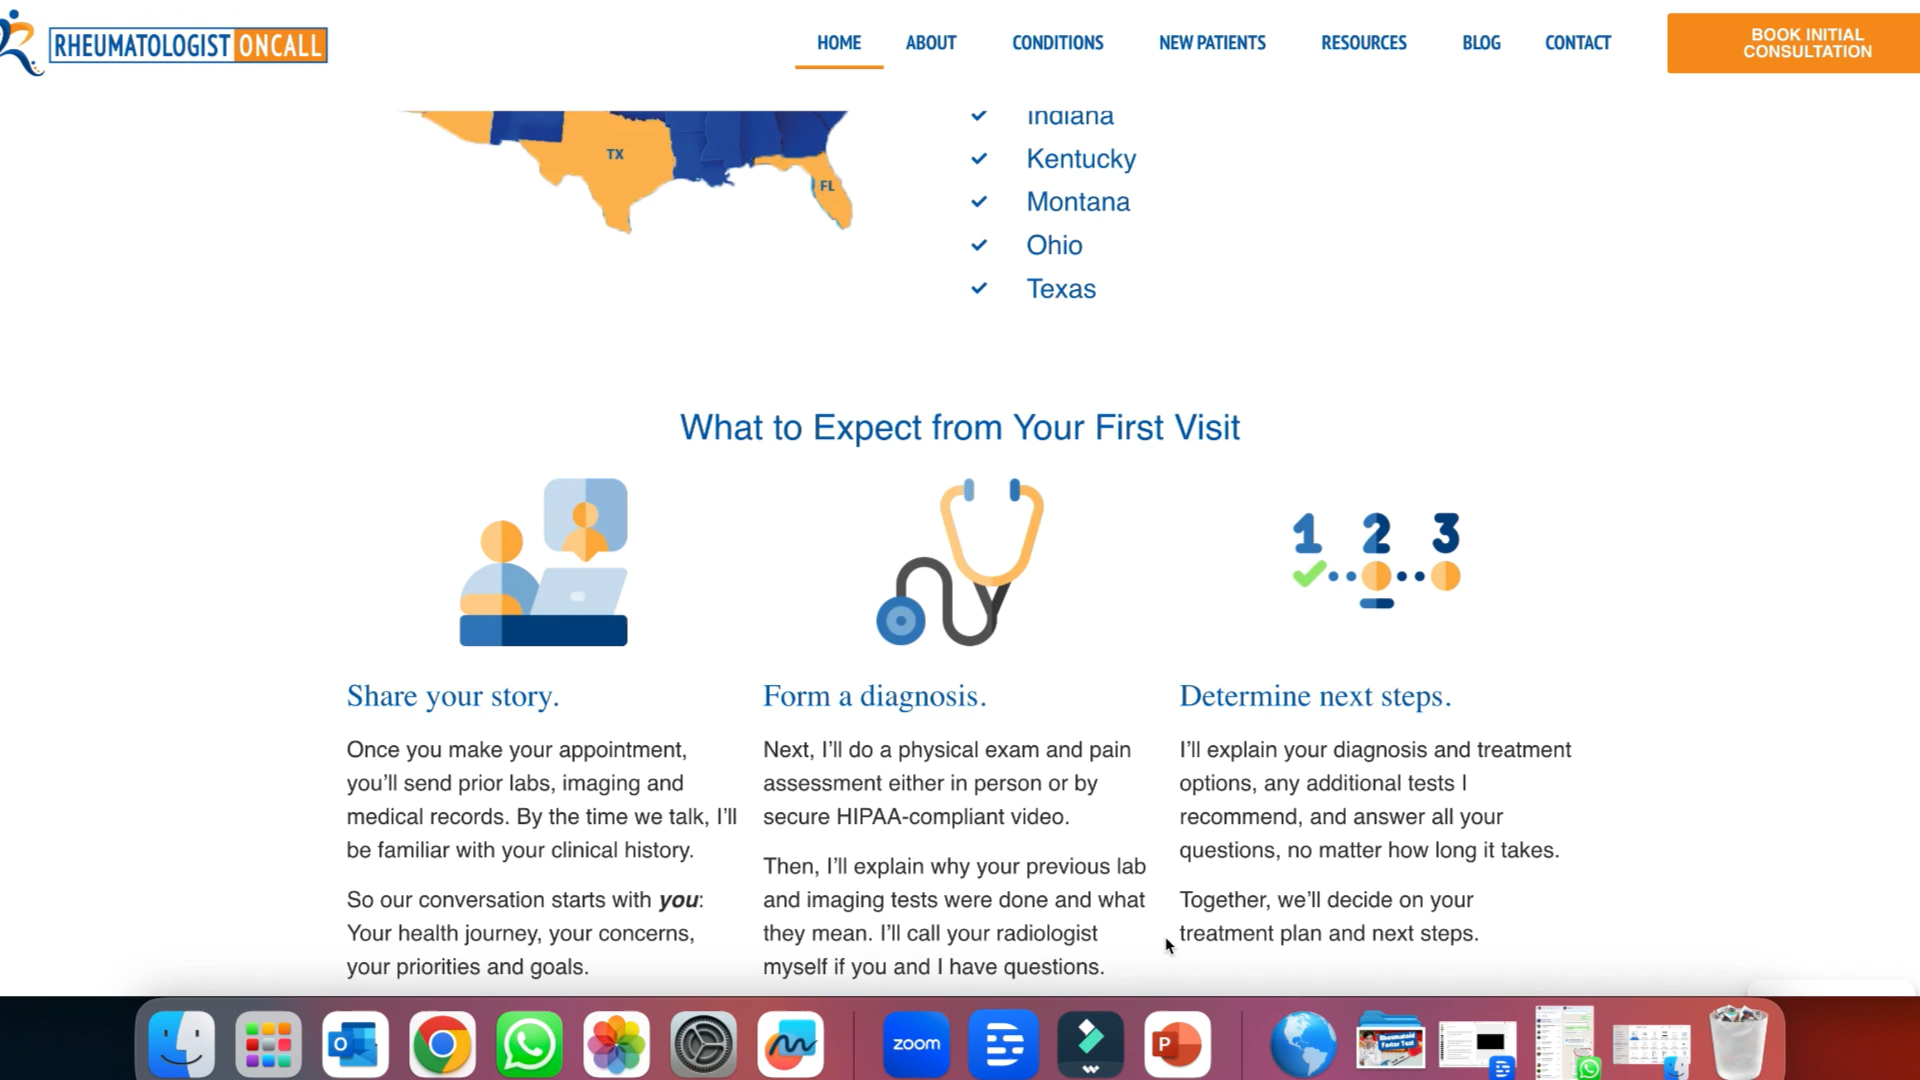 RHEUMATOLOGIST ONCALL
HOME ABOUT CONDITIONS NEW PATIENTS RESOURCES BLOG CONTACT
BOOK INITIAL
CONSULTATION
TX
FL
Indiana
Kentucky
Montana
Ohio
Texas
What to Expect from Your First Visit
1 2 3
Share your story.
Once you make your appointment,
you’ll send prior labs, imaging and
medical records. By the time we talk, I’ll
be familiar with your clinical history.
So our conversation starts with you:
Your health journey, your concerns,
your priorities and goals.
Form a diagnosis.
Next, I’ll do a physical exam and pain
assessment either in person or by
secure HIPAA-compliant video.
Then, I’ll explain why your previous lab
and imaging tests were done and what
they mean. I’ll call your radiologist
myself if you and I have questions.
Determine next steps.
I’ll explain your diagnosis and treatment
options, any additional tests I
recommend, and answer all your
questions, no matter how long it takes.
Together, we’ll decide on your
treatment plan and next steps.
O
zoom
P
Rheumatoid
Factor Test